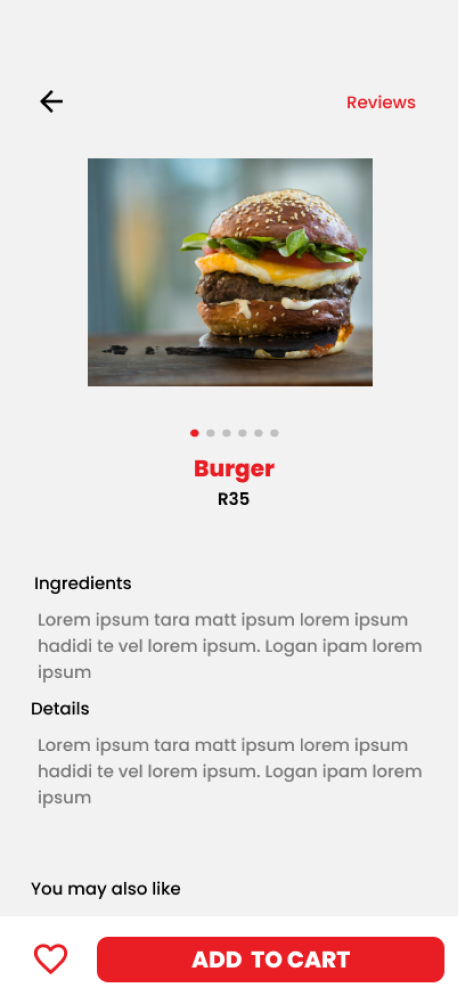 Reviews
Burger
R35
Ingredients
Lorem ipsum tara matt ipsum lorem ipsum
hadidi te vel lorem ipsum. Logan ipam lorem
ipsum
Details
Lorem ipsum tara matt ipsum lorem ipsum
hadidi te vel lorem ipsum. Logan ipam lorem
ipsum
You may also like
ADD TO CART